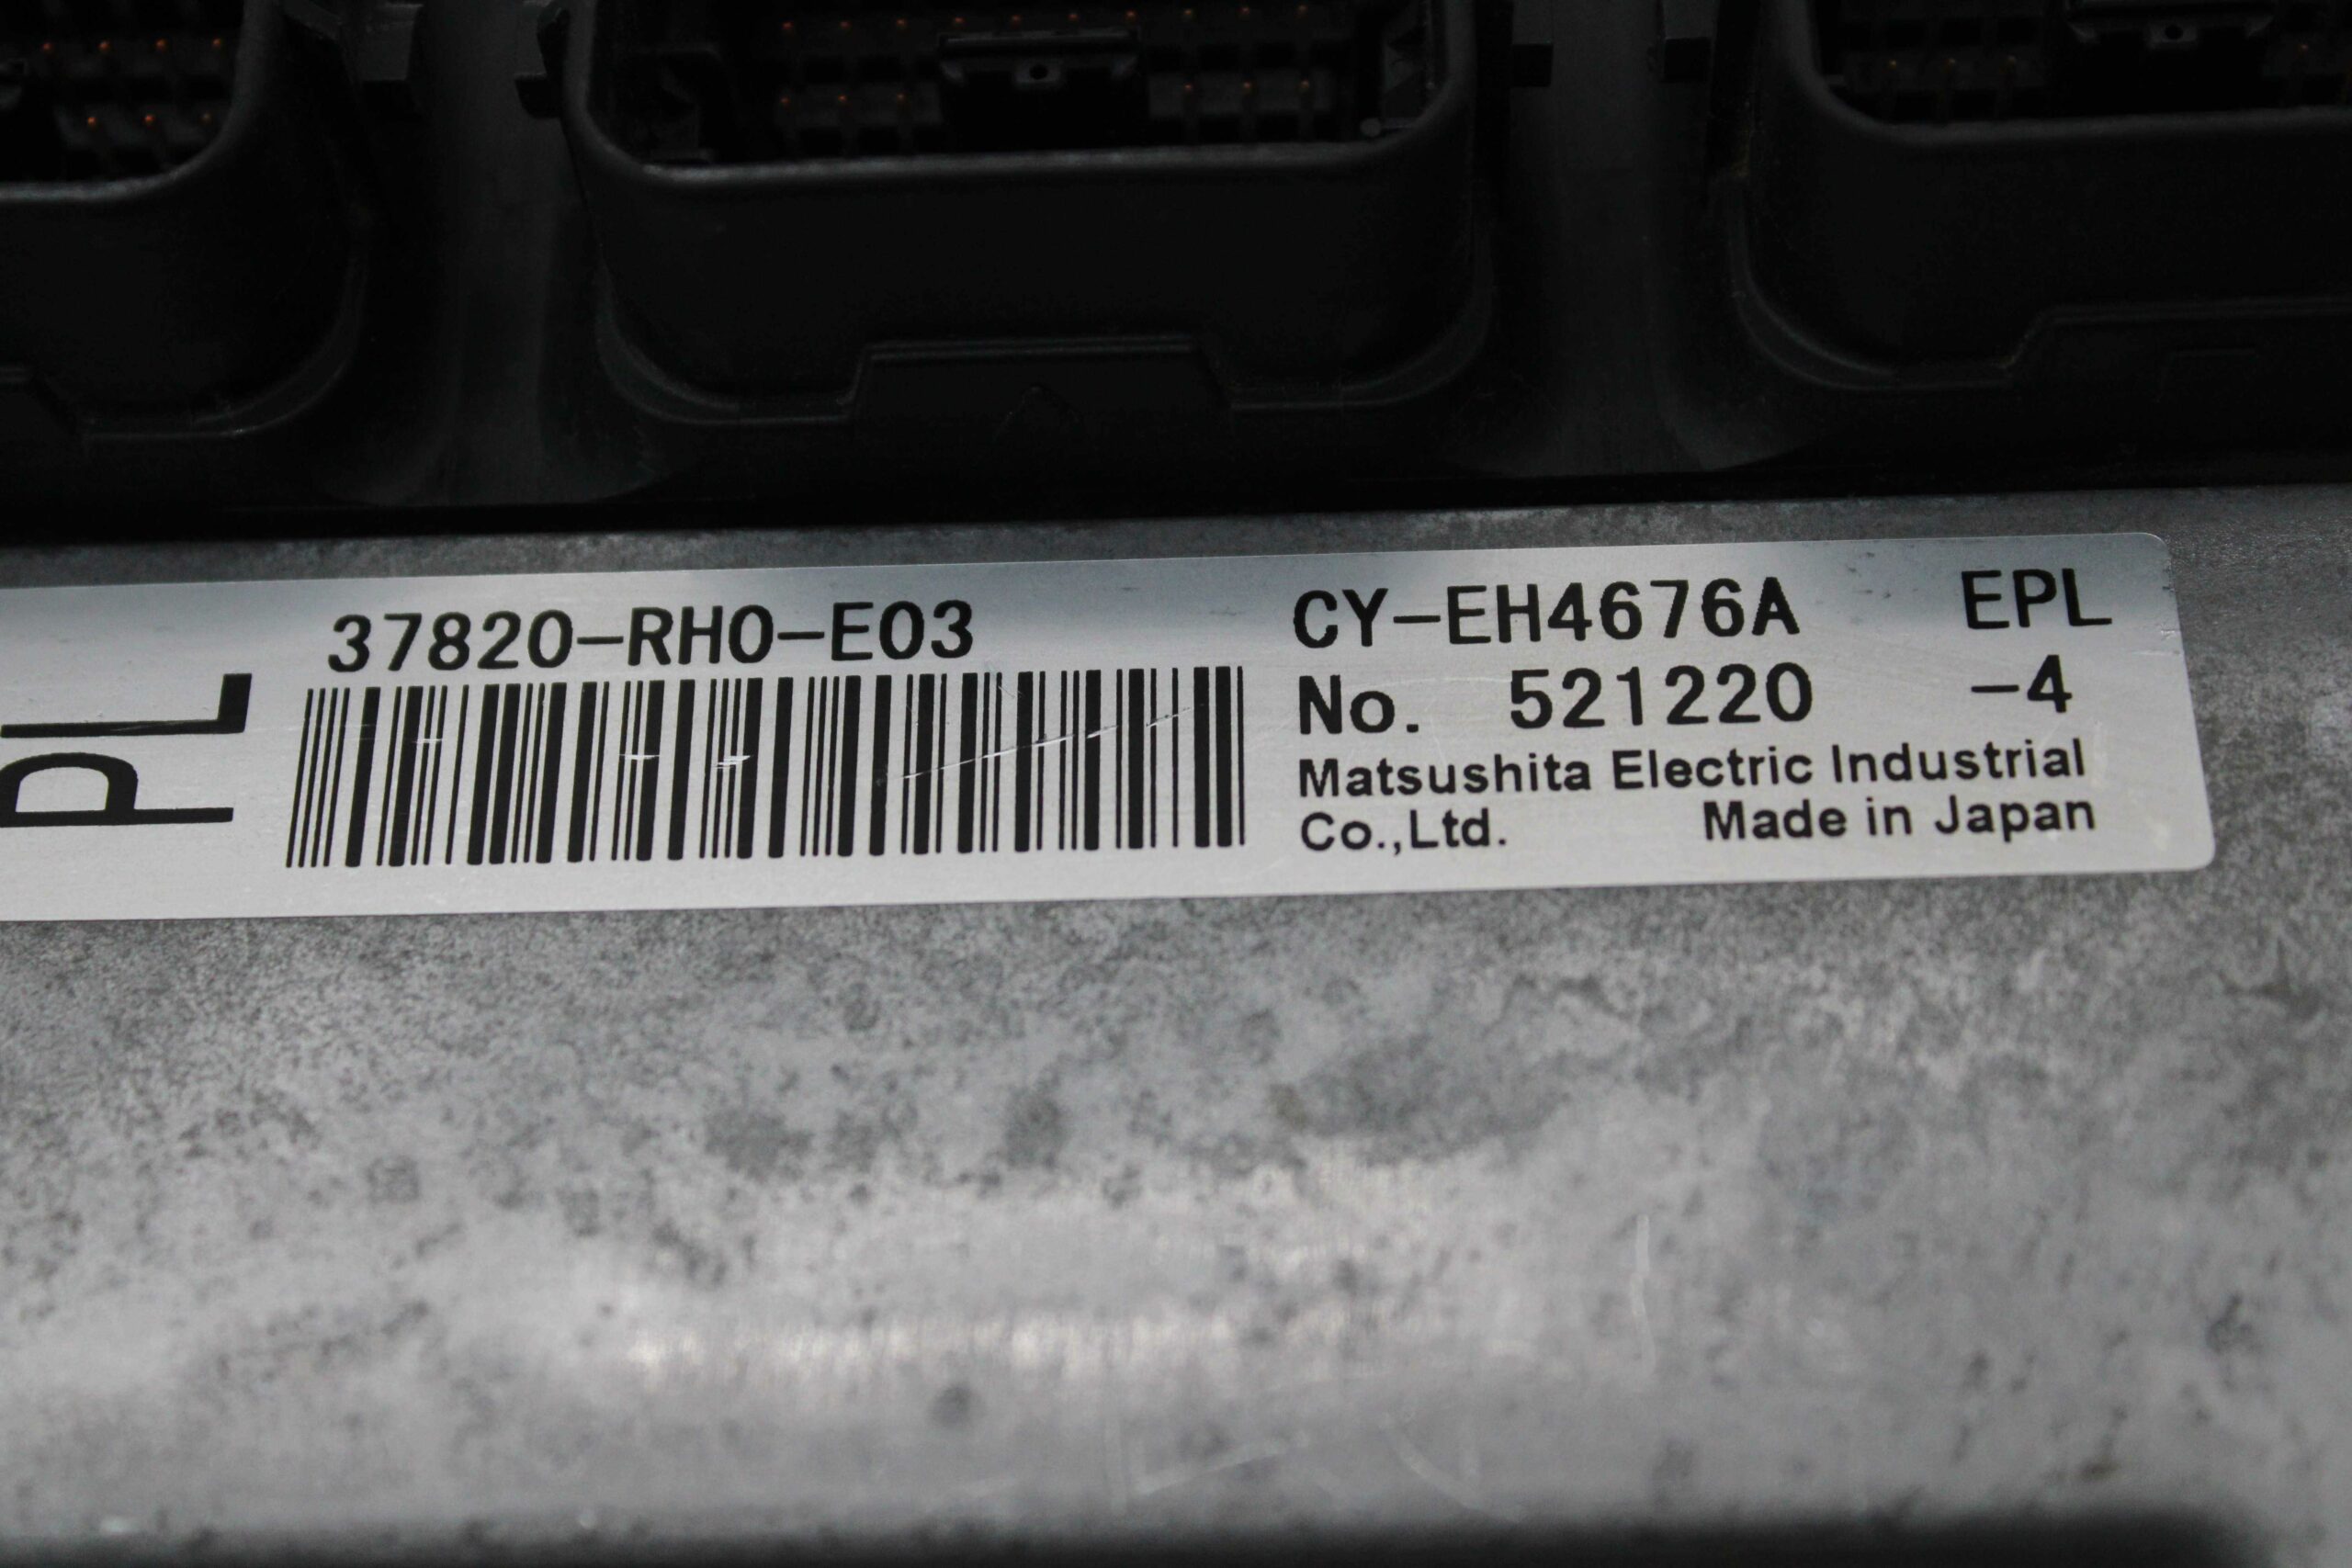 PL
37820-RH0-E03
CY-EH4676A EPL
No. 521220 -4
Matsushita Electric Industrial
Co.,Ltd. Made in Japan